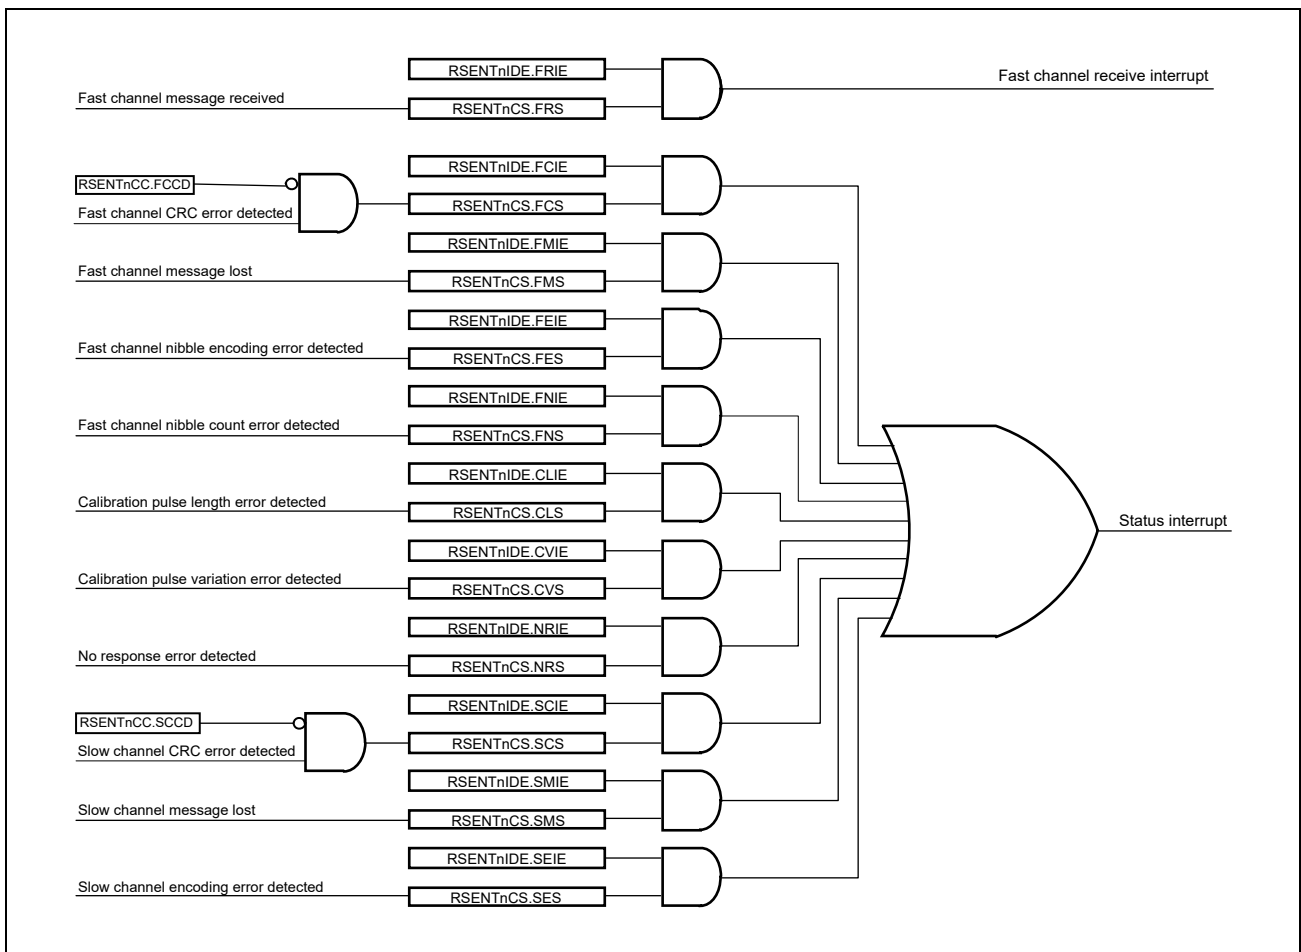 RSENTnIDE.FRIE
Fast channel receive interrupt
Fast channel message received
RSENTnCS.FRS
RSENTnIDE.FCIE
RSENTnCC.FCCD
RSENTnCS.FCS
Fast channel CRC error detected
RSENTnIDE.FMIE
Fast channel message lost
RSENTnCS.FMS
RSENTnIDE.FEIE
Fast channel nibble encoding error detected
RSENTnCS.FES
RSENTnIDE.FNIE
Fast channel nibble count error detected
RSENTnCS.FNS
RSENTnIDE.CLIE
Calibration pulse length error detected
RSENTnCS.CLS
Status interrupt
RSENTnIDE.CVIE
Calibration pulse variation error detected
RSENTnCS.CVS
RSENTnIDE.NRIE
No response error detected
RSENTnCS.NRS
RSENTnIDE.SCIE
RSENTnCC.SCCD
RSENTnCS.SCS
Slow channel CRC error detected
RSENTnIDE.SMIE
Slow channel message lost
RSENTnCS.SMS
RSENTnIDE.SEIE
Slow channel encoding error detected
RSENTnCS.SES